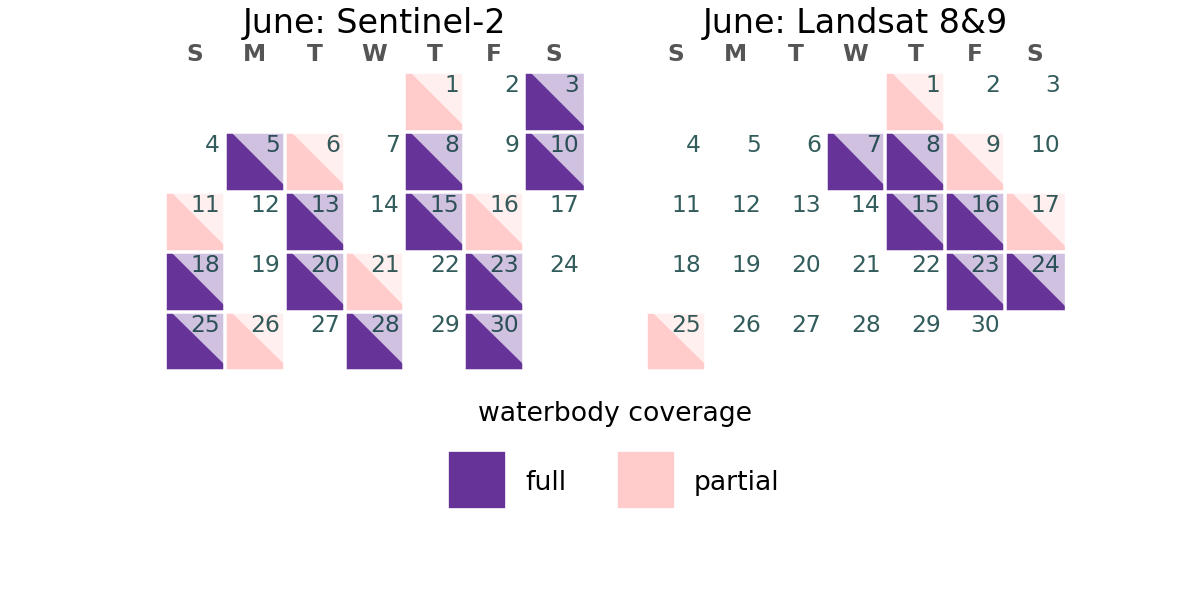 June: Sentinel-2
S M T W T F S
1 2 3
4 5 6 7 8 9 10
11 12 13 14 15 16 17
18 19 20 21 22 23 24
25 26 27 28 29 30
June: Landsat 8&9
S M T W T F S
1 2 3
4 5 6 7 8 9 10
11 12 13 14 15 16 17
18 19 20 21 22 23 24
25 26 27 28 29 30
waterbody coverage
full partial